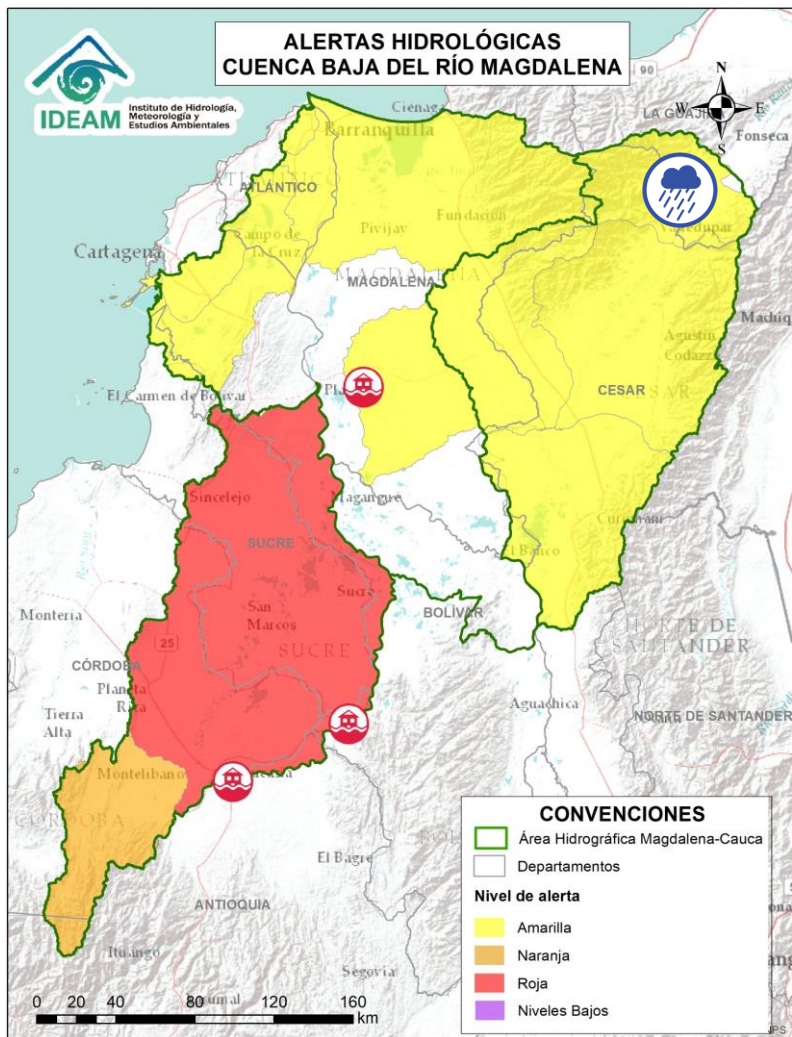 ALERTAS HIDROLÓGICAS
CUENCA BAJA DEL RÍO MAGDALENA
IDEAM
Instituto de Hidrología,
Meteorología y
Estudios Ambientales
90
N
W E
S
Ciénaga
LA GUAJIRA
Fonseca
Barranquilla
ATLÁNTICO
Fundación
Pivijay
Valledupar
Cartagena
Campo de
la Cruz
MAGDALENA
MAGDALENA
Machiq
Agustín
Codazzi
El Carmen de Bolívar
CESAR
Sincelejo
Magangué
SUCRE
Curumaní
El Banco
Sucre
BOLÍVAR
San
Marcos
Montería
25
SUCRE
NORTE DE
SANTANDER
CÓRDOBA
Planeta
Rica
Aguachica
Tierra
Alta
NORTE DE SANTANDER
Montelíbano
CÓRDOBA
El Bagre
ANTIOQUIA
Ituango
Segovia
CONVENCIONES
Área Hidrográfica Magdalena-Cauca
Departamentos
Nivel de alerta
Amarilla
Naranja
Roja
Niveles Bajos
0 20 40 80 120 160
km